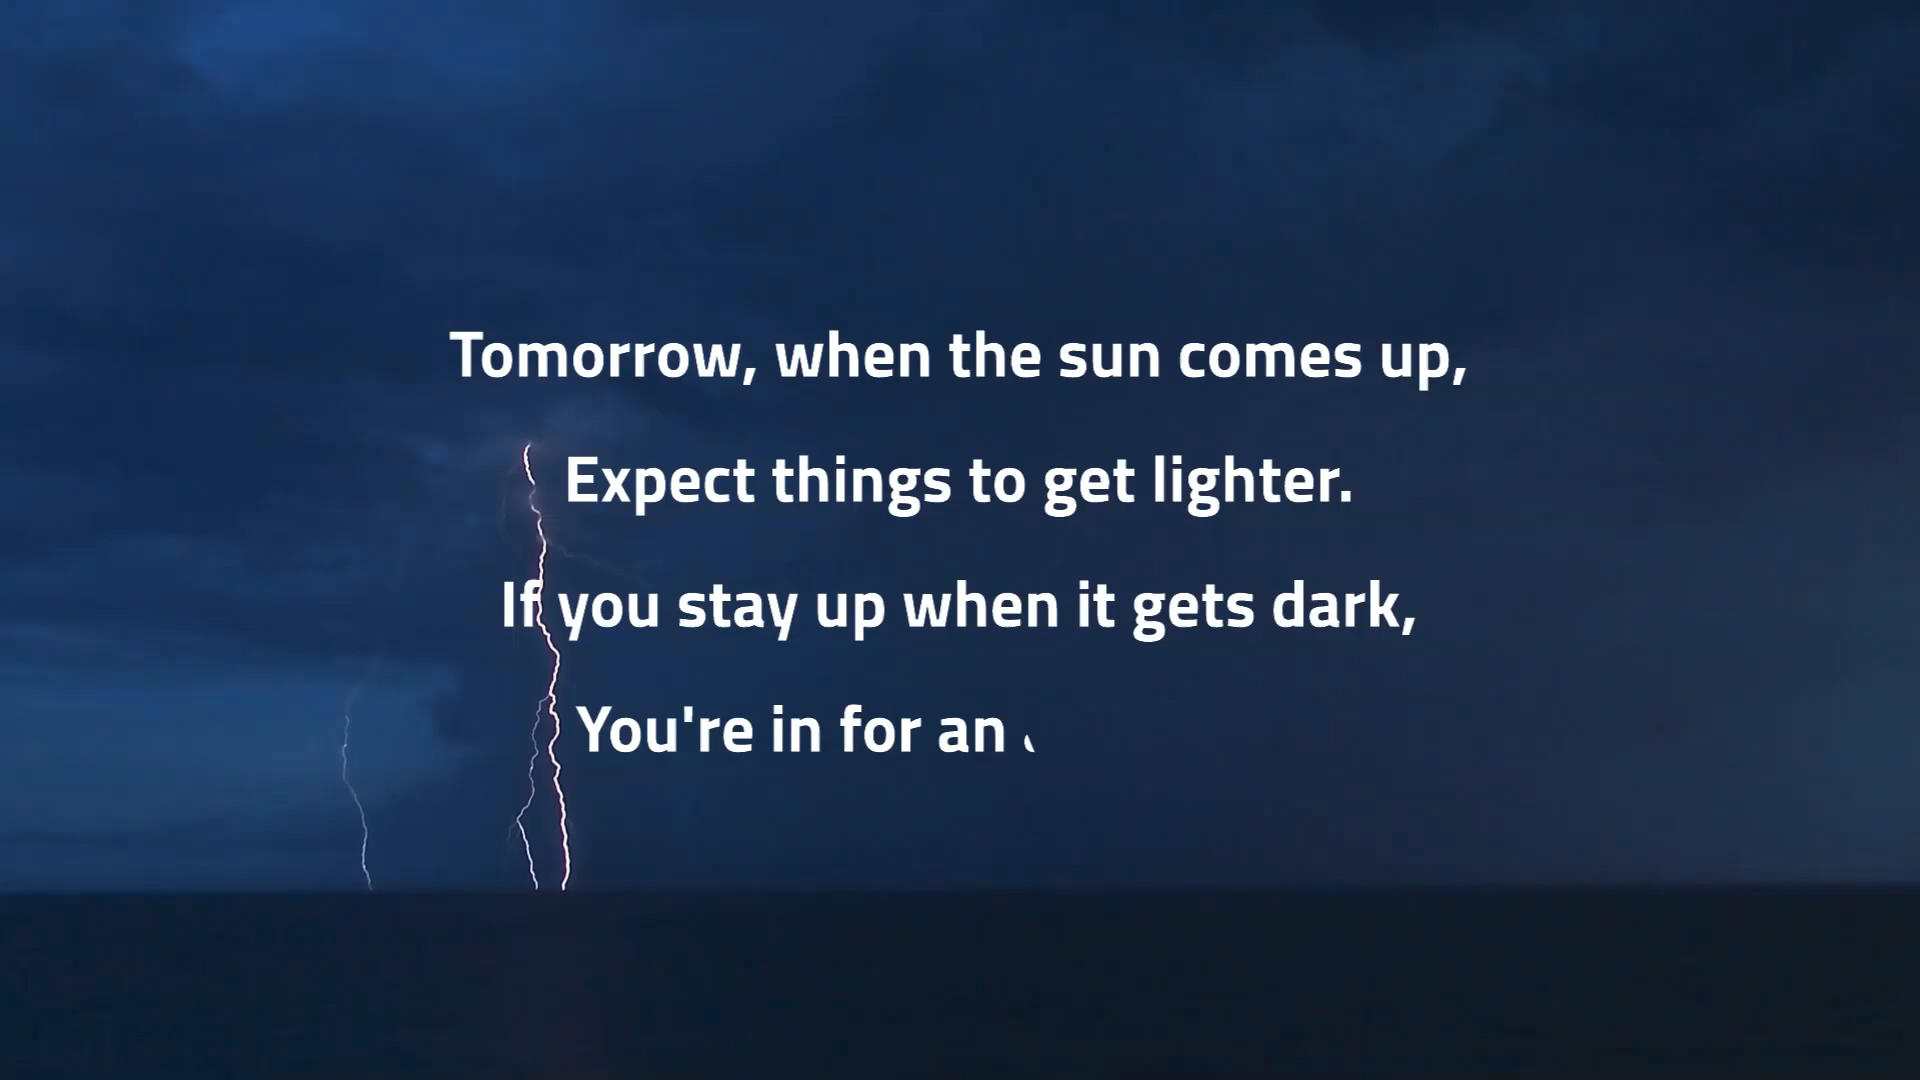 Tomorrow, when the sun comes up,
Expect things to get lighter.
If you stay up when it gets dark,
You're in for an